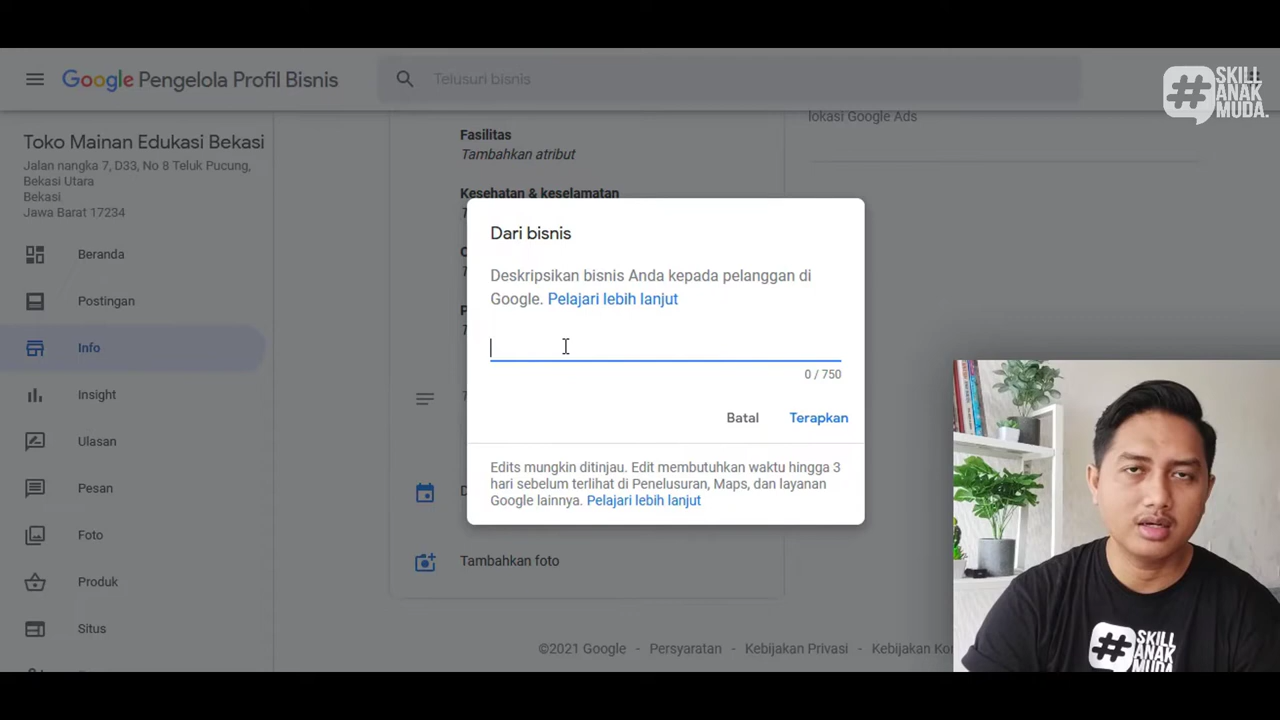 Google Pengelola Profil Bisnis
Telusuri bisnis
#SKILL
ANAK
MUDA.
Toko Mainan Edukasi Bekasi
Jalan nangka 7, D33, No 8 Teluk Pucung,
Bekasi Utara
Bekasi
Jawa Barat 17234
Beranda
Postingan
Info
Insight
Ulasan
Pesan
Foto
Produk
Situs
lokasi Google Ads
Fasilitas
Tambahkan atribut
Kesehatan & keselamatan
Dari bisnis
Deskripsikan bisnis Anda kepada pelanggan di
Google. Pelajari lebih lanjut
0 / 750
Batal
Terapkan
Edits mungkin ditinjau. Edit membutuhkan waktu hingga 3
hari sebelum terlihat di Penelusuran, Maps, dan layanan
Google lainnya. Pelajari lebih lanjut
Tambahkan foto
©2021 Google - Persyaratan - Kebijakan Privasi - Kebijakan
#SKILL
ANAK
MUDA.